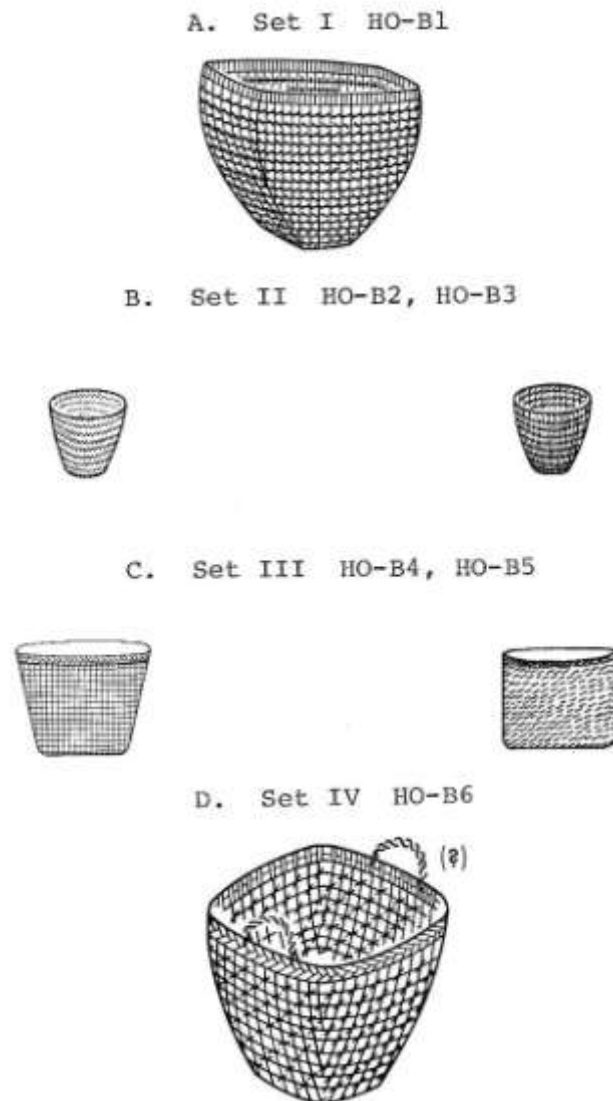 A. Set I HO-B1
B. Set II HO-B2, HO-B3
C. Set III HO-B4, HO-B5
D. Set IV HO-B6
(?)